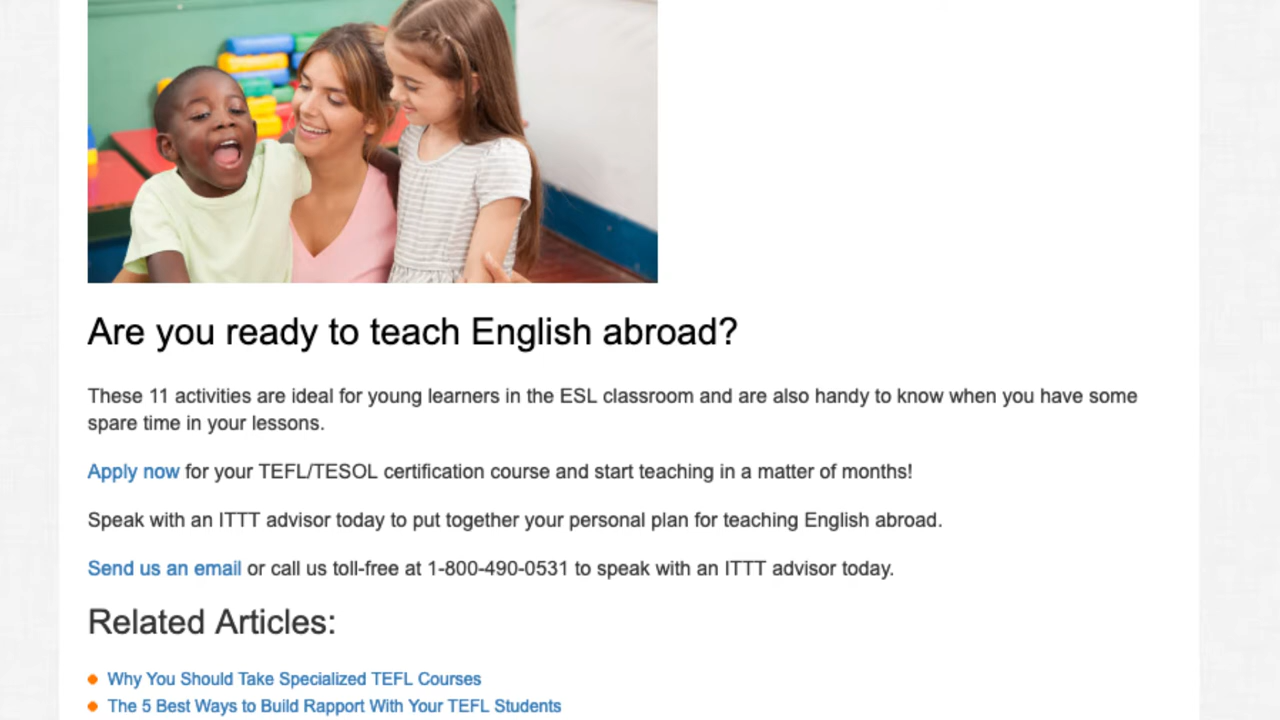 Are you ready to teach English abroad?
These 11 activities are ideal for young learners in the ESL classroom and are also handy to know when you have some
spare time in your lessons.
Apply now for your TEFL/TESOL certification course and start teaching in a matter of months!
Speak with an ITTT advisor today to put together your personal plan for teaching English abroad.
Send us an email or call us toll-free at 1-800-490-0531 to speak with an ITTT advisor today.
Related Articles:
Why You Should Take Specialized TEFL Courses
The 5 Best Ways to Build Rapport With Your TEFL Students